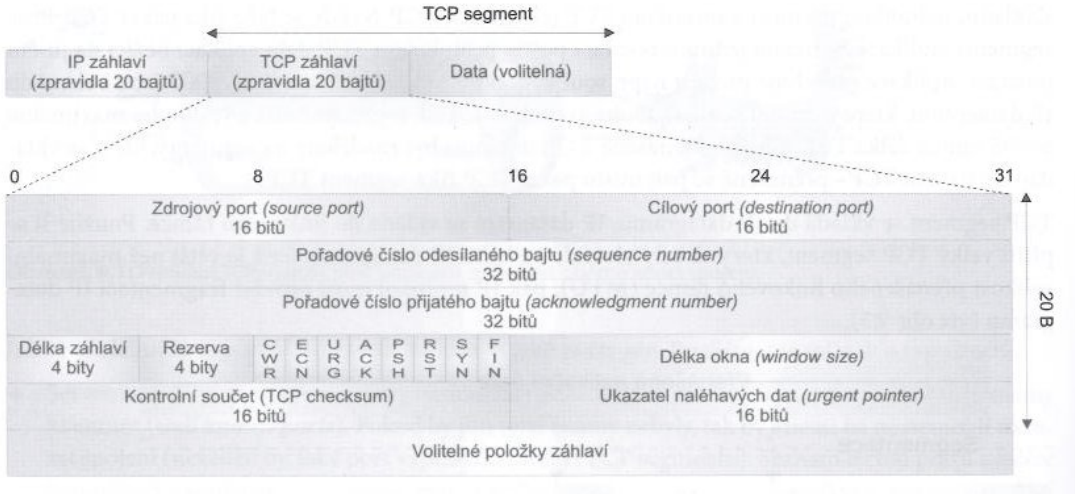 TCP segment
IP záhlaví
(zpravidla 20 bajtů)
TCP záhlaví
(zpravidla 20 bajtů)
Data (volitelná)
0 8 16 24 31
Zdrojový port (source port)
16 bitů
Cílový port (destination port)
16 bitů
Pořadové číslo odesílaného bajtu (sequence number)
32 bitů
Pořadové číslo přijatého bajtu (acknowledgment number)
32 bitů
20 B
Délka záhlaví
4 bity
Rezerva
4 bity
CWR
ECN
URG
ACK
PSH
RST
SYN
FIN
Délka okna (window size)
Kontrolní součet (TCP checksum)
16 bitů
Ukazatel naléhavých dat (urgent pointer)
16 bitů
Volitelné položky záhlaví